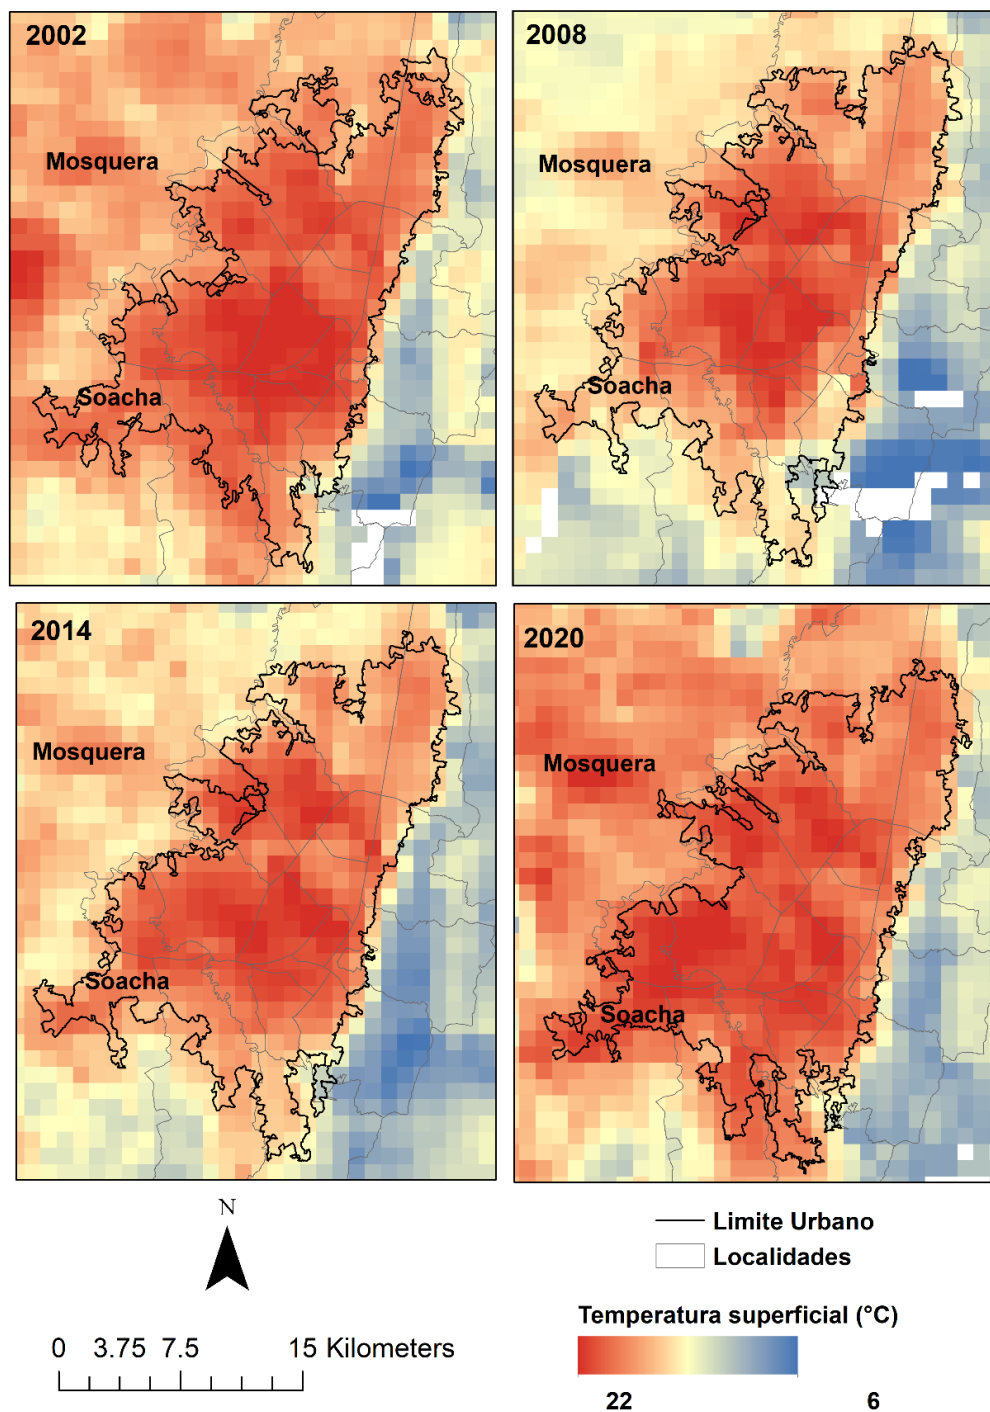 2002
Mosquera
Soacha
2008
Mosquera
Soacha
2014
Mosquera
Soacha
2020
Mosquera
Soacha
N
0 3.75 7.5 15 Kilometers
Limite Urbano
Localidades
Temperatura superficial (°C)
22 6